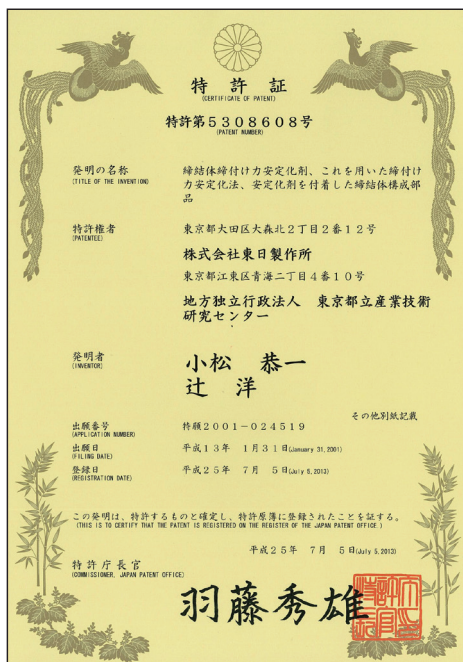 特許証
(CERTIFICATE OF PATENT)
特許第5308608号
(PATENT NUMBER)
発明の名称
(TITLE OF THE INVENTION)
締結体締付け力安定化剤、これを用いた締付け
力安定化法、安定化剤を付着した締結体構成部
品
特許権者
(PATENTEE)
東京都大田区大森北2丁目2番12号
株式会社東日製作所
東京都江東区青海二丁目4番10号
地方独立行政法人 東京都立産業技術
研究センター
発明者
(INVENTOR)
小松 恭一
辻 洋
その他別紙記載
出願番号
(APPLICATION NUMBER)
特願2001-024519
出願日
(FILING DATE)
平成13年 1月31日(January 31,2001)
登録日
(REGISTRATION DATE)
平成25年 7月 5日(July 5,2013)
この発明は、特許するものと確定し、特許原簿に登録されたことを証する。
(THIS IS TO CERTIFY THAT THE PATENT IS REGISTERED ON THE REGISTER OF THE JAPAN PATENT OFFICE.)
平成25年 7月 5日(July 5,2013)
特許庁長官
(COMMISSIONER, JAPAN PATENT OFFICE)
羽藤秀雄